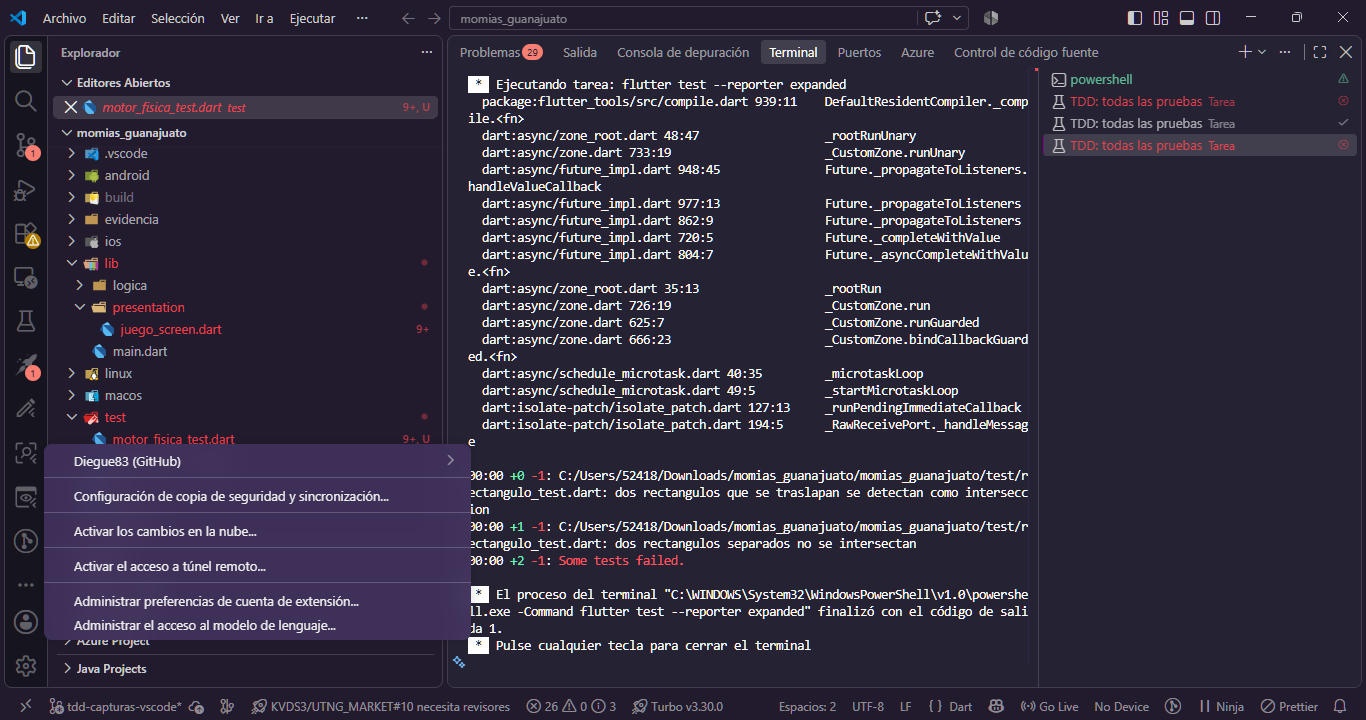 Archivo Editar Selección Ver Ir a Ejecutar ··· momias_guanajuato
Explorador ···
Editores Abiertos
motor_fisica_test.dart test 9+, U
momias_guanajuato
.vscode
android
build
evidencia
ios
lib
logica
presentation
juego_screen.dart 9+
main.dart
linux
macos
test
motor_fisica_test.dart 9+, U
Diegue83 (GitHub)
Configuración de copia de seguridad y sincronización...
Activar los cambios en la nube...
Activar el acceso a túnel remoto...
Administrar preferencias de cuenta de extensión...
Administrar el acceso al modelo de lenguaje...
Azure Project
Java Projects
1
1
Problemas 29 Salida Consola de depuración Terminal Puertos Azure Control de código fuente
* Ejecutando tarea: flutter test --reporter expanded
package:flutter_tools/src/compile.dart 939:11 DefaultResidentCompiler._comp
ile.<fn>
dart:async/zone_root.dart 48:47 _rootRunUnary
dart:async/zone.dart 733:19 _CustomZone.runUnary
dart:async/future_impl.dart 948:45 Future._propagateToListeners.
handleValueCallback
dart:async/future_impl.dart 977:13 Future._propagateToListeners
dart:async/future_impl.dart 862:9 Future._propagateToListeners
dart:async/future_impl.dart 720:5 Future._completeWithValue
dart:async/future_impl.dart 804:7 Future._asyncCompleteWithValu
e.<fn>
dart:async/zone_root.dart 35:13 _rootRun
dart:async/zone.dart 726:19 _CustomZone.run
dart:async/zone.dart 625:7 _CustomZone.runGuarded
dart:async/zone.dart 666:23 _CustomZone.bindCallbackGuard
ed.<fn>
dart:async/schedule_microtask.dart 40:35 _microtaskLoop
dart:async/schedule_microtask.dart 49:5 _startMicrotaskLoop
dart:isolate-patch/isolate_patch.dart 127:13 _runPendingImmediateCallback
dart:isolate-patch/isolate_patch.dart 194:5 _RawReceivePort._handleMessag
e
00:00 +0 -1: C:/Users/52418/Downloads/momias_guanajuato/momias_guanajuato/test/r
ectangulo_test.dart: dos rectangulos que se traslapan se detectan como intersecc
ion
00:00 +1 -1: C:/Users/52418/Downloads/momias_guanajuato/momias_guanajuato/test/r
ectangulo_test.dart: dos rectangulos separados no se intersectan
00:00 +2 -1: Some tests failed.
* El proceso del terminal "C:\WINDOWS\System32\WindowsPowerShell\v1.0\powershe
ll.exe -Command flutter test --reporter expanded" finalizó con el código de sali
da 1.
* Pulse cualquier tecla para cerrar el terminal
powershell
TDD: todas las pruebas Tarea
TDD: todas las pruebas Tarea
TDD: todas las pruebas Tarea
tdd-capturas-vscode* KVDS3/UTNG_MARKET#10 necesita revisores 26 0 3 Turbo v3.30.0 Espacios: 2 UTF-8 LF {} Dart Go Live No Device Ninja Prettier